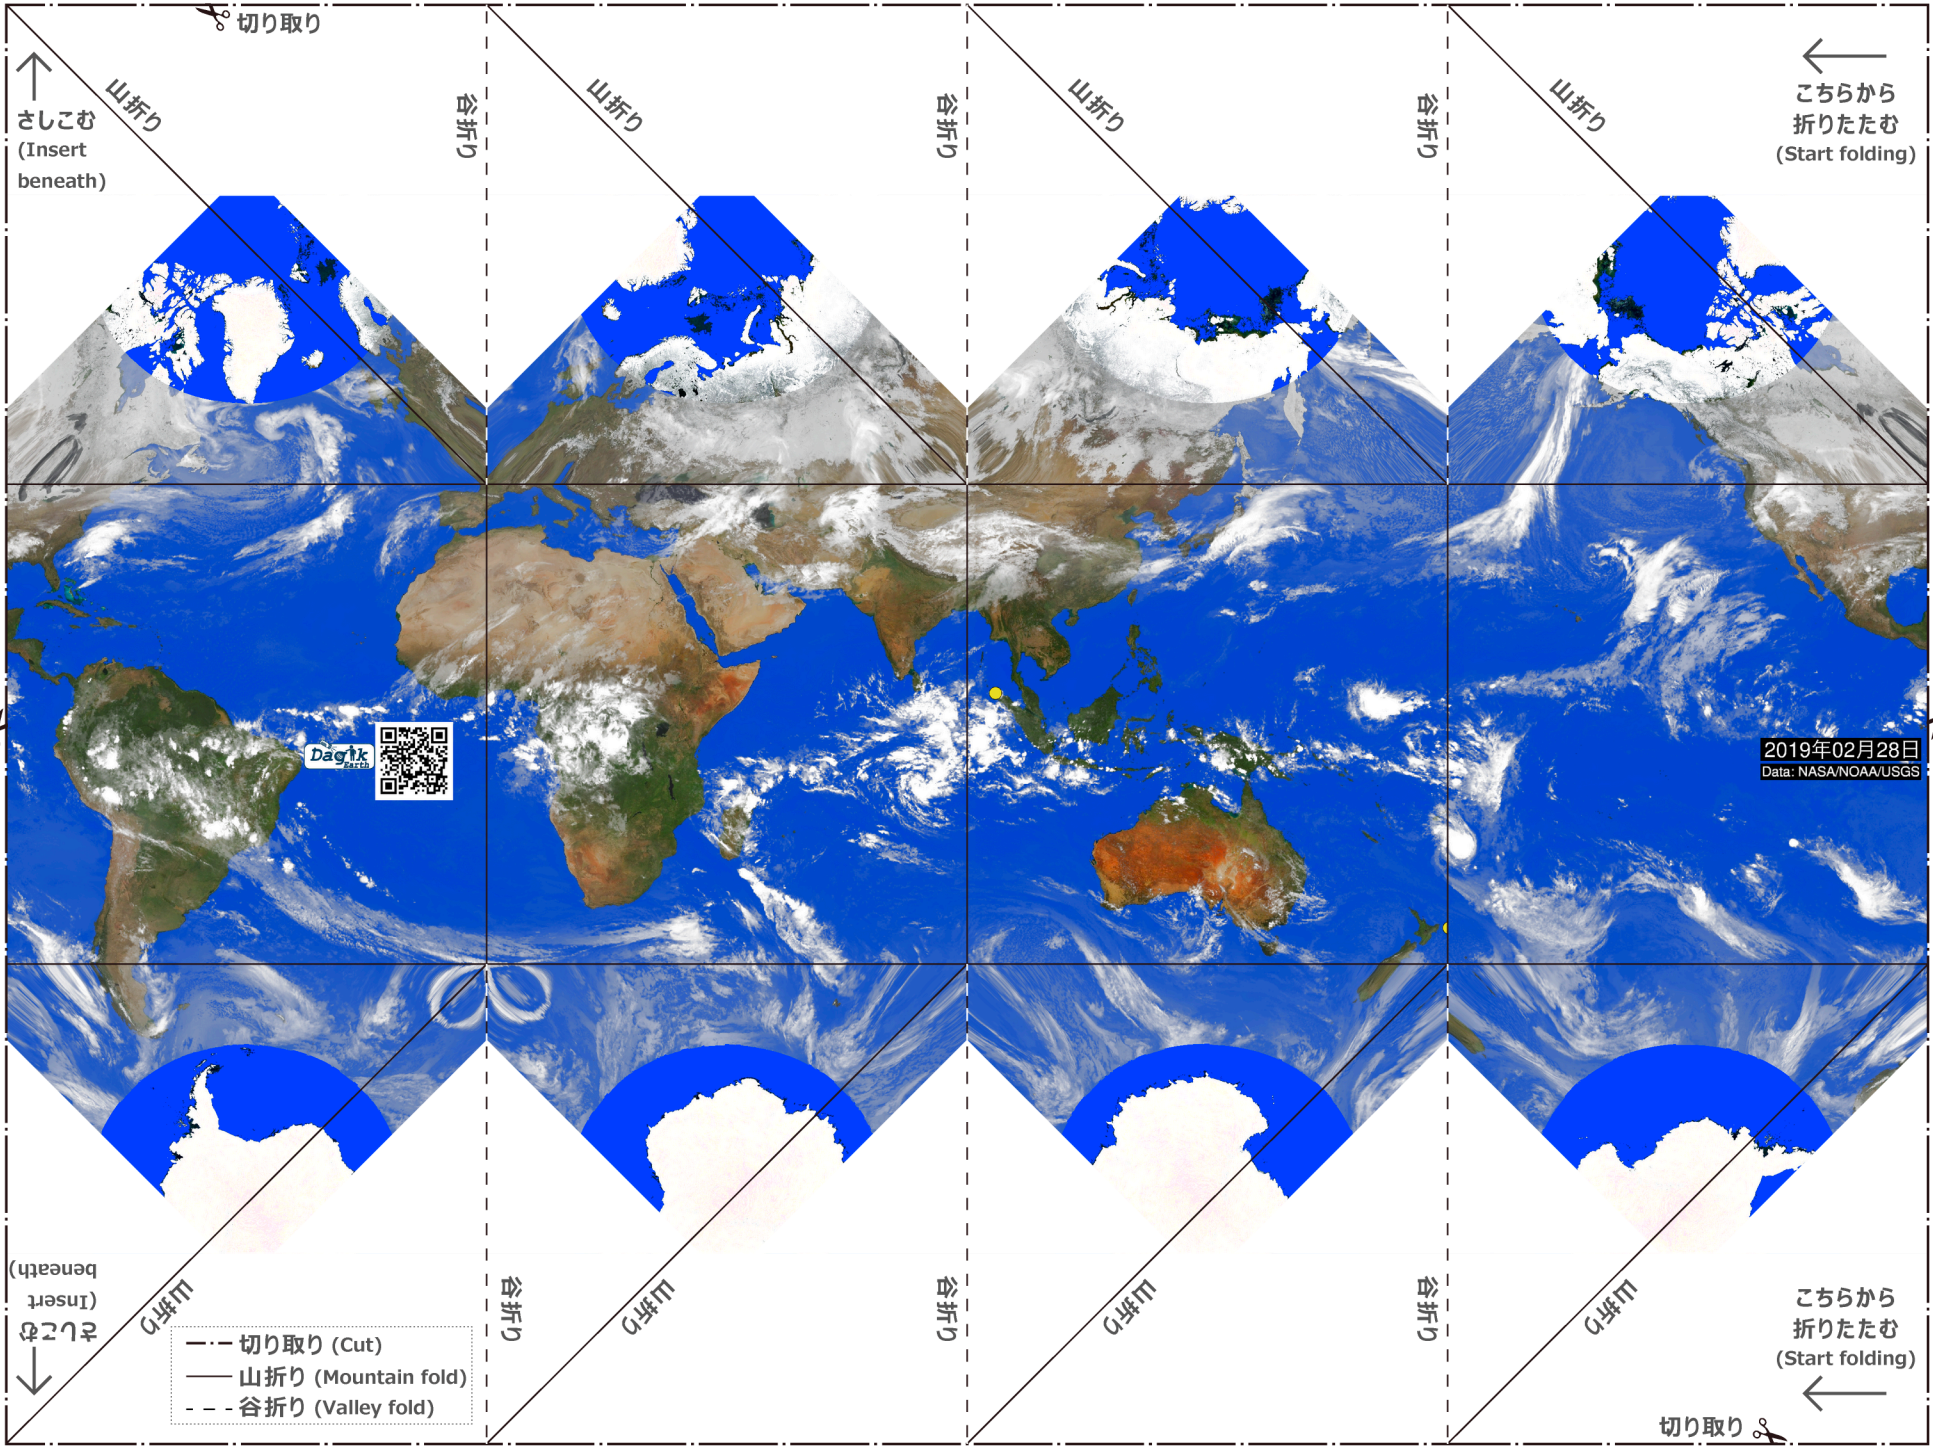 切り取り
山折り
谷折り
山折り
谷折り
山折り
谷折り
山折り
さしこむ
(Insert
beneath)
こちらから
折りたたむ
(Start folding)
Dagik
Earth
2019年02月28日
Data: NASA/NOAA/USGS
さしこむ
(Insert
beneath)
山折り
谷折り
山折り
谷折り
山折り
谷折り
山折り
こちらから
折りたたむ
(Start folding)
切り取り (Cut)
山折り (Mountain fold)
谷折り (Valley fold)
切り取り